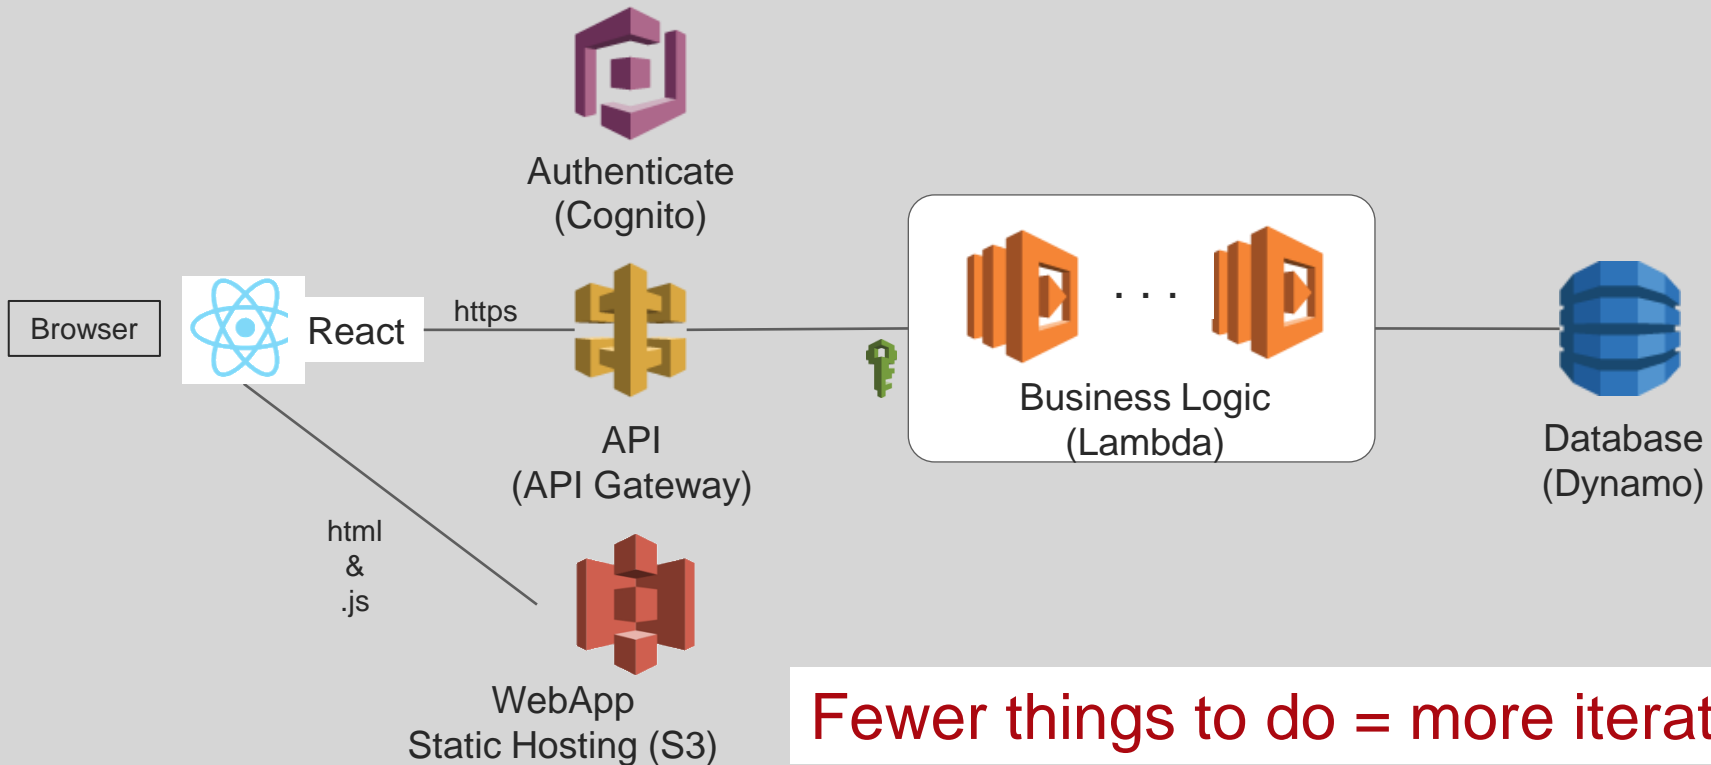 Authenticate
(Cognito)
Browser
React
https
API
(API Gateway)
. . .
Business Logic
(Lambda)
Database
(Dynamo)
html
&
.js
WebApp
Static Hosting (S3)
Fewer things to do = more